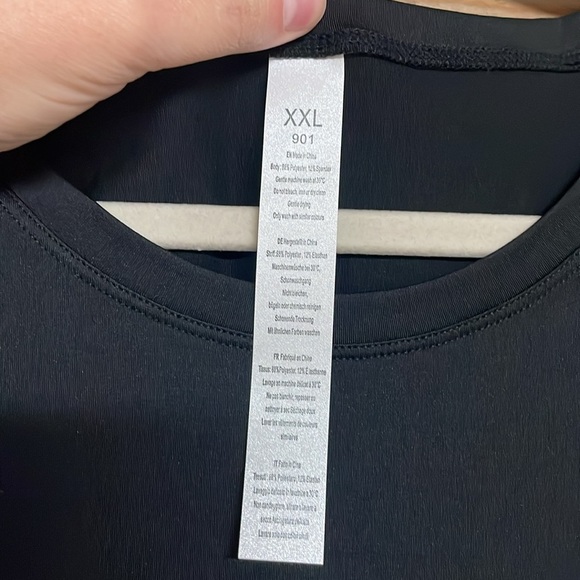 XXL
901
EN Made in China
Body: 88% Polyester, 12% Spandex
Gentle machine wash at 30°C
Do not bleach, iron or dryclean
Gentle drying
Only wash with similar colours
DE Hergestellt in China
Stoff: 88% Polyester, 12% Elasthan
Maschinenwäsche bei 30°C,
Schonwaschgang
Nicht bleichen,
bügeln oder chemisch reinigen
Schonende Trocknung
Mit ähnlichen Farben waschen
FR Fabriqué en Chine
Tissus: 88% Polyester, 12%
Lavage en machine délicat à 30°C
Ne pas blanchir, repasser ou
nettoyer à sec Séchage doux
Laver les vêtements de couleurs
similaires
IT Fatto in Cina
88% Poliestere, 12% Elastan